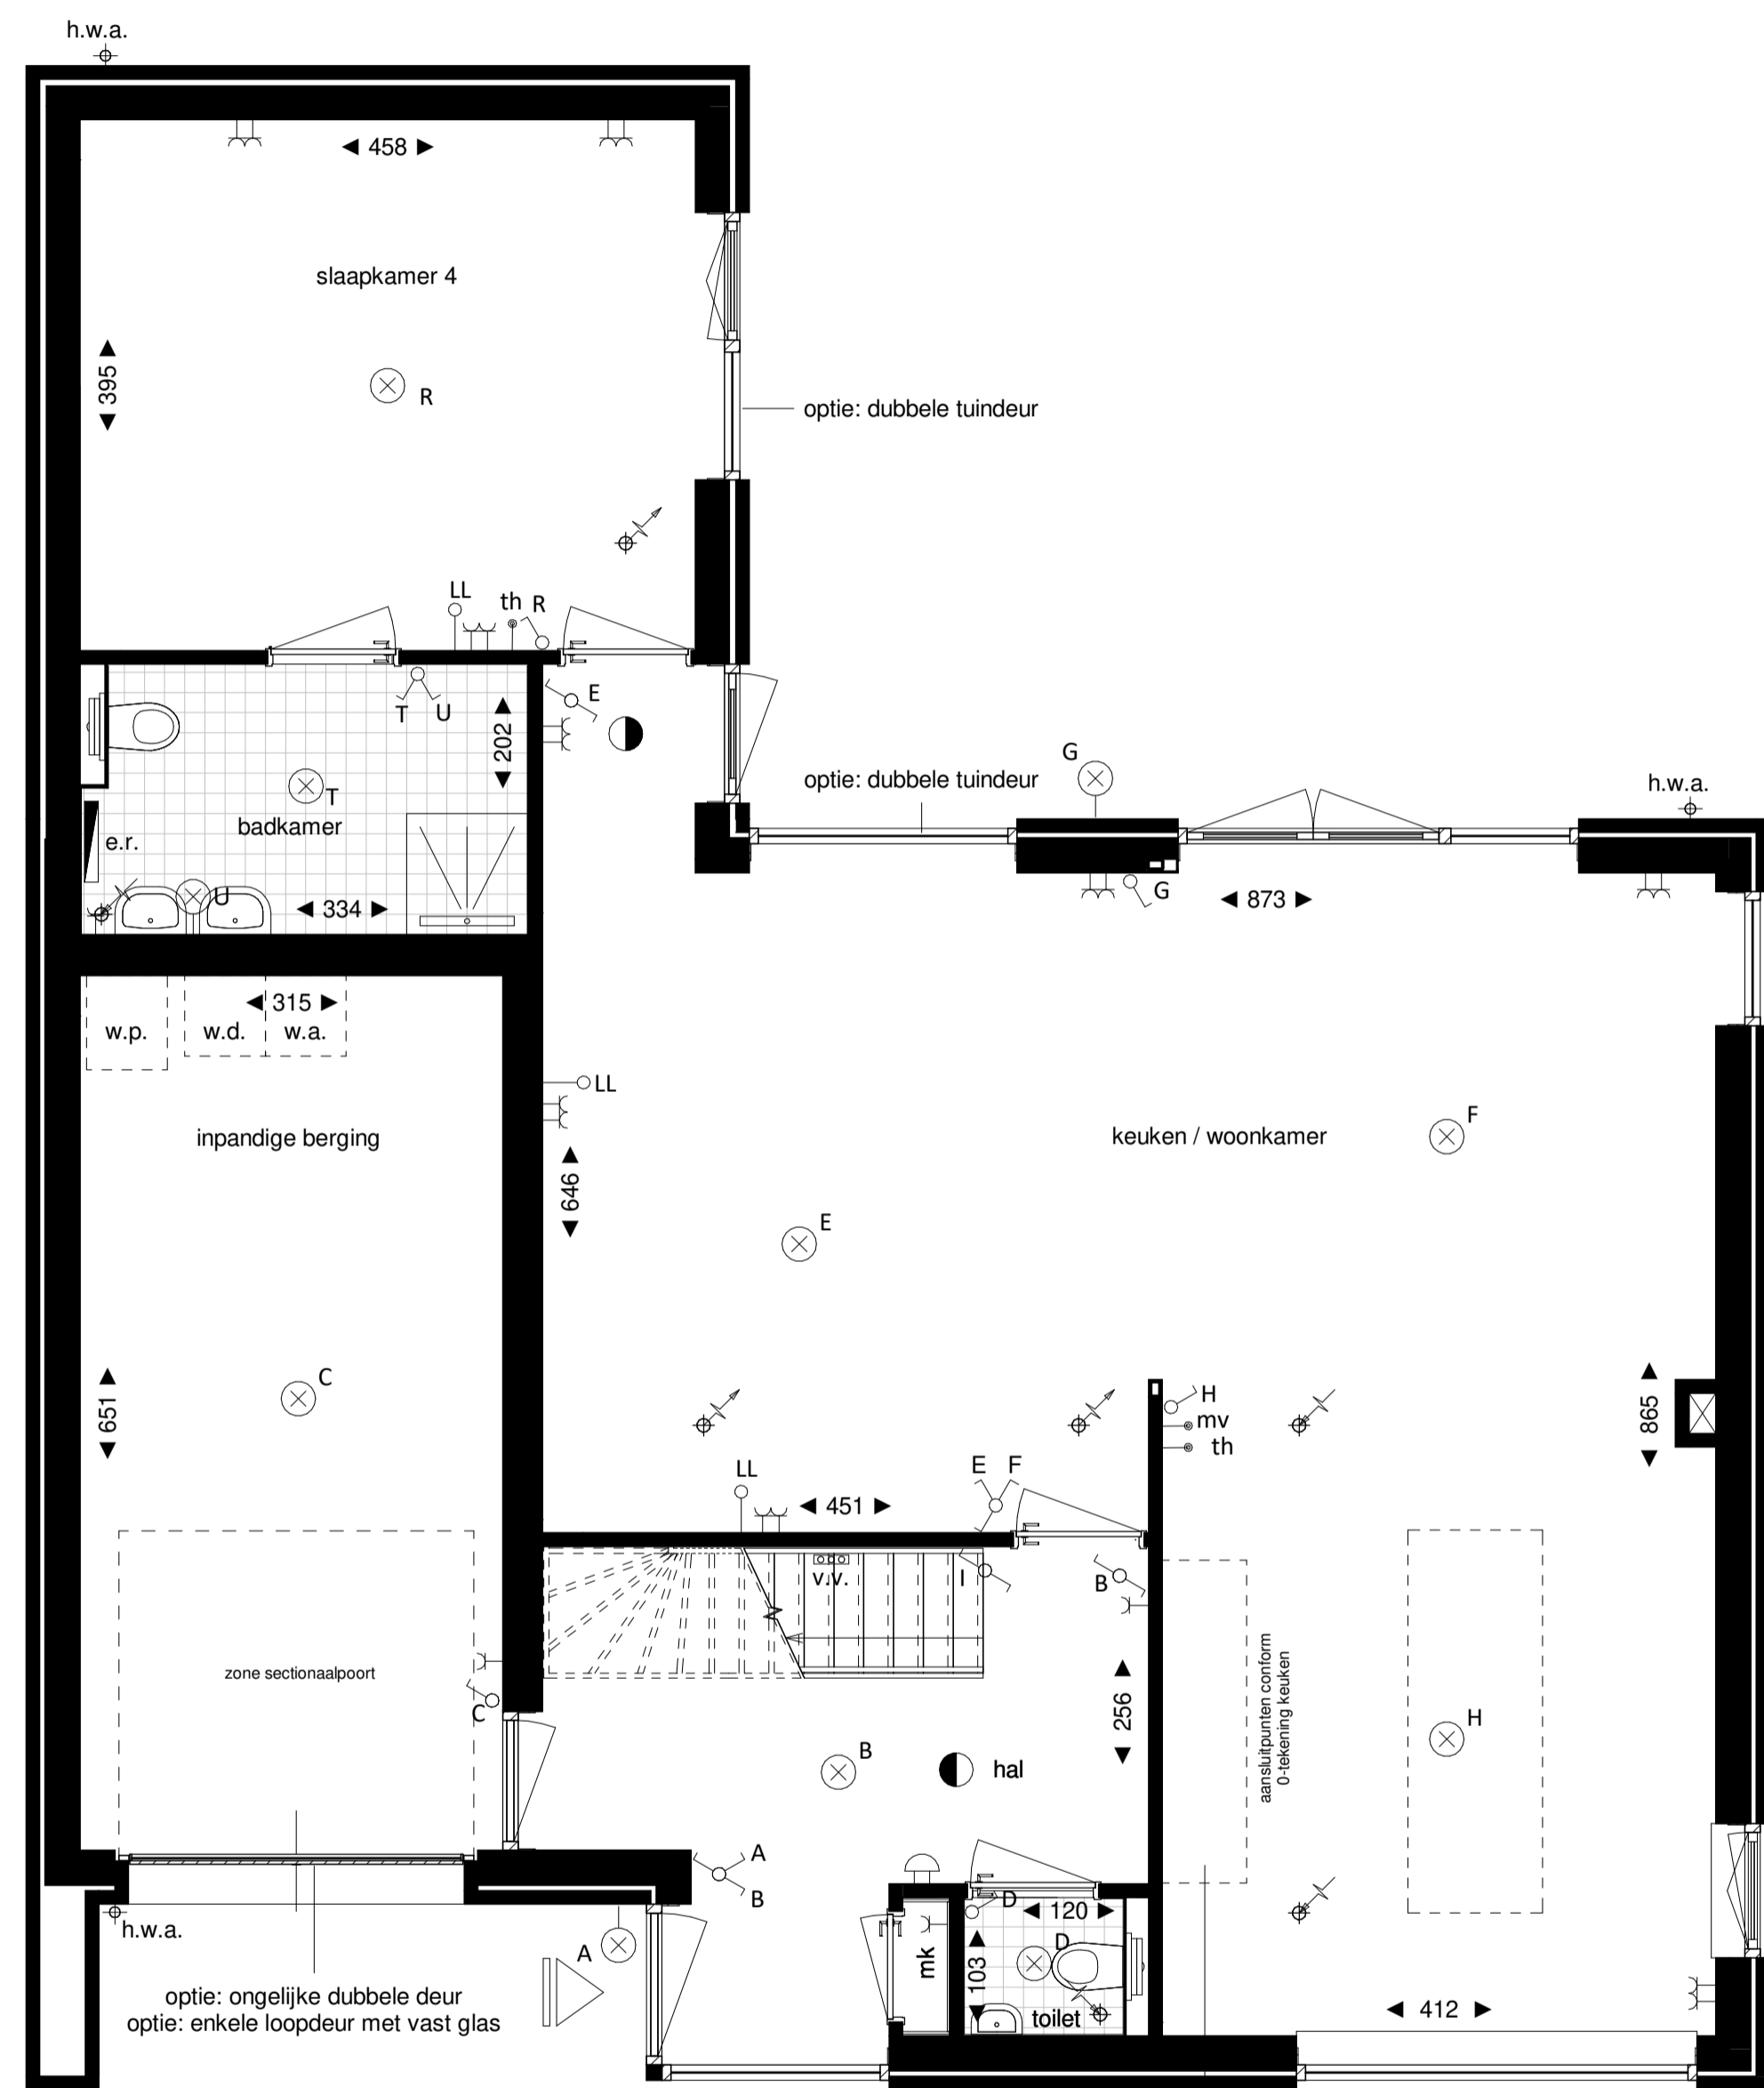 h.w.a.
458
slaapkamer 4
395
R
optie: dubbele tuindeur
LL
th
R
E
T
U
202
T
badkamer
e.r.
U
334
optie: dubbele tuindeur
G
h.w.a.
G
873
315
w.p.
w.d.
w.a.
LL
inpandige berging
keuken / woonkamer
F
646
E
C
651
H
mv
th
865
LL
E
F
451
v.v.
I
B
zone sectionaalpoort
C
256
aansluitpunten conform
0-tekening keuken
H
B
hal
A
B
h.w.a.
A
D
120
D
mk
103
toilet
412
optie: ongelijke dubbele deur
optie: enkele loopdeur met vast glas